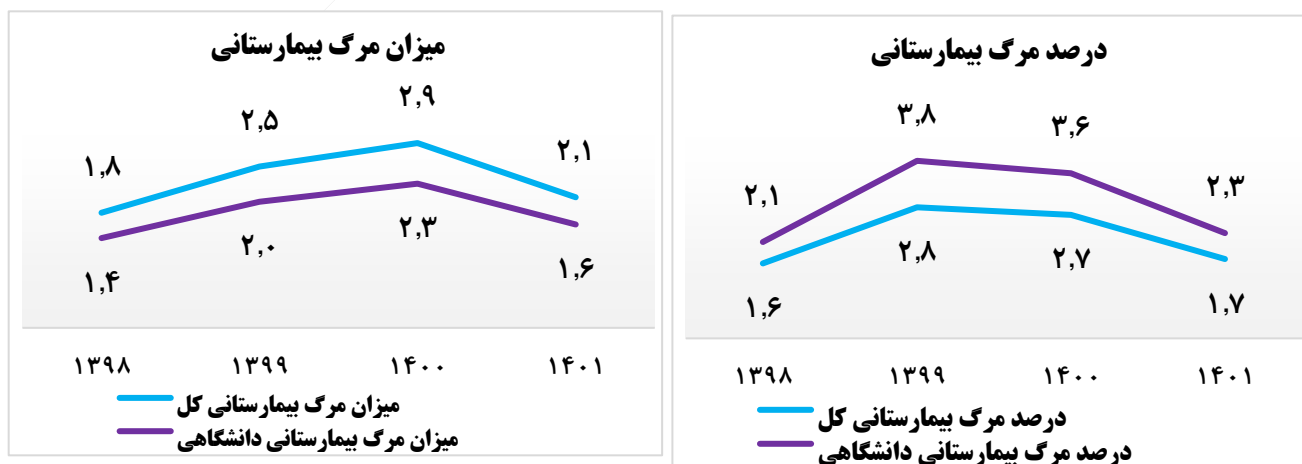 درصد مرگ بیمارستانی
۳,۸
۳,۶
۲,۱
۲,۳
۲,۸
۲,۷
۱,۶
۱,۷
۱۳۹۸ ۱۳۹۹ ۱۴۰۰ ۱۴۰۱
درصد مرگ بیمارستانی کل
درصد مرگ بیمارستانی دانشگاهی
میزان مرگ بیمارستانی
۲,۹
۲,۵
۲,۱
۱,۸
۲,۳
۲,۰
۱,۶
۱,۴
۱۳۹۸ ۱۳۹۹ ۱۴۰۰ ۱۴۰۱
میزان مرگ بیمارستانی کل
میزان مرگ بیمارستانی دانشگاهی